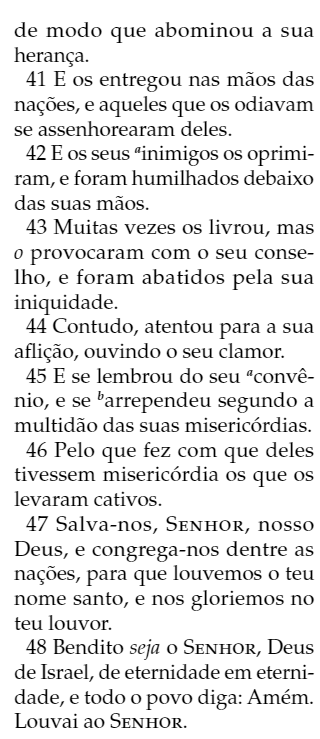 de modo que abominou a sua
herança.
41 E os entregou nas mãos das
nações, e aqueles que os odiavam
se assenhorearam deles.
42 E os seus ᵃinimigos os oprimi-
ram, e foram humilhados debaixo
das suas mãos.
43 Muitas vezes os livrou, mas
o provocaram com o seu conse-
lho, e foram abatidos pela sua
iniquidade.
44 Contudo, atentou para a sua
aflição, ouvindo o seu clamor.
45 E se lembrou do seu ᵃconvê-
nio, e se ᵇarrependeu segundo a
multidão das suas misericórdias.
46 Pelo que fez com que deles
tivessem misericórdia os que os
levaram cativos.
47 Salva-nos, SENHOR, nosso
Deus, e congrega-nos dentre as
nações, para que louvemos o teu
nome santo, e nos gloriemos no
teu louvor.
48 Bendito seja o SENHOR, Deus
de Israel, de eternidade em eterni-
dade, e todo o povo diga: Amém.
Louvai ao SENHOR.